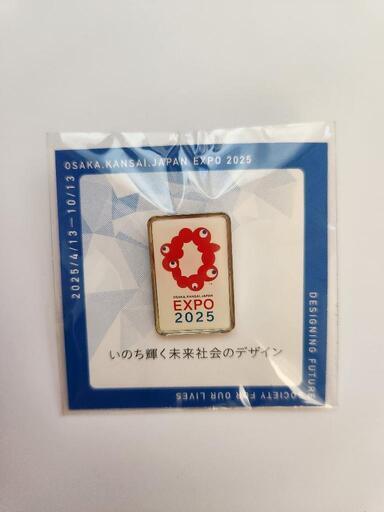 OSAKA, KANSAI, JAPAN EXPO 2025
2025/4/13—10/13
OSAKA, KANSAI, JAPAN
EXPO
2025
いのち輝く未来社会のデザイン
DESIGNING FUTURE
SOCIETY FOR OUR LIVES